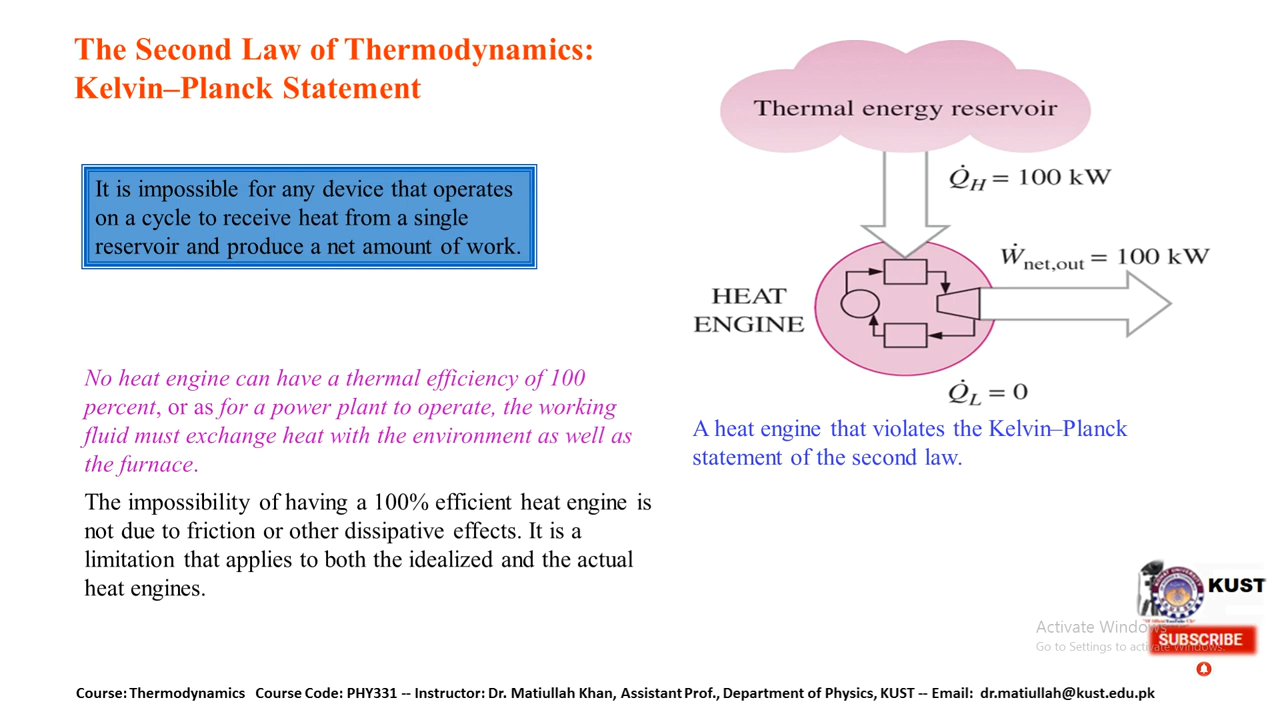 The Second Law of Thermodynamics:
Kelvin–Planck Statement
It is impossible for any device that operates
on a cycle to receive heat from a single
reservoir and produce a net amount of work.
No heat engine can have a thermal efficiency of 100
percent, or as for a power plant to operate, the working
fluid must exchange heat with the environment as well as
the furnace.
The impossibility of having a 100% efficient heat engine is
not due to friction or other dissipative effects. It is a
limitation that applies to both the idealized and the actual
heat engines.
Thermal energy reservoir
Q̇H = 100 kW
Ẇnet,out = 100 kW
HEAT
ENGINE
Q̇L = 0
A heat engine that violates the Kelvin–Planck
statement of the second law.
KUST
Activate Windows
Go to Settings to activate Windows.
SUBSCRIBE
Course: Thermodynamics Course Code: PHY331 -- Instructor: Dr. Matiullah Khan, Assistant Prof., Department of Physics, KUST -- Email: dr.matiullah@kust.edu.pk